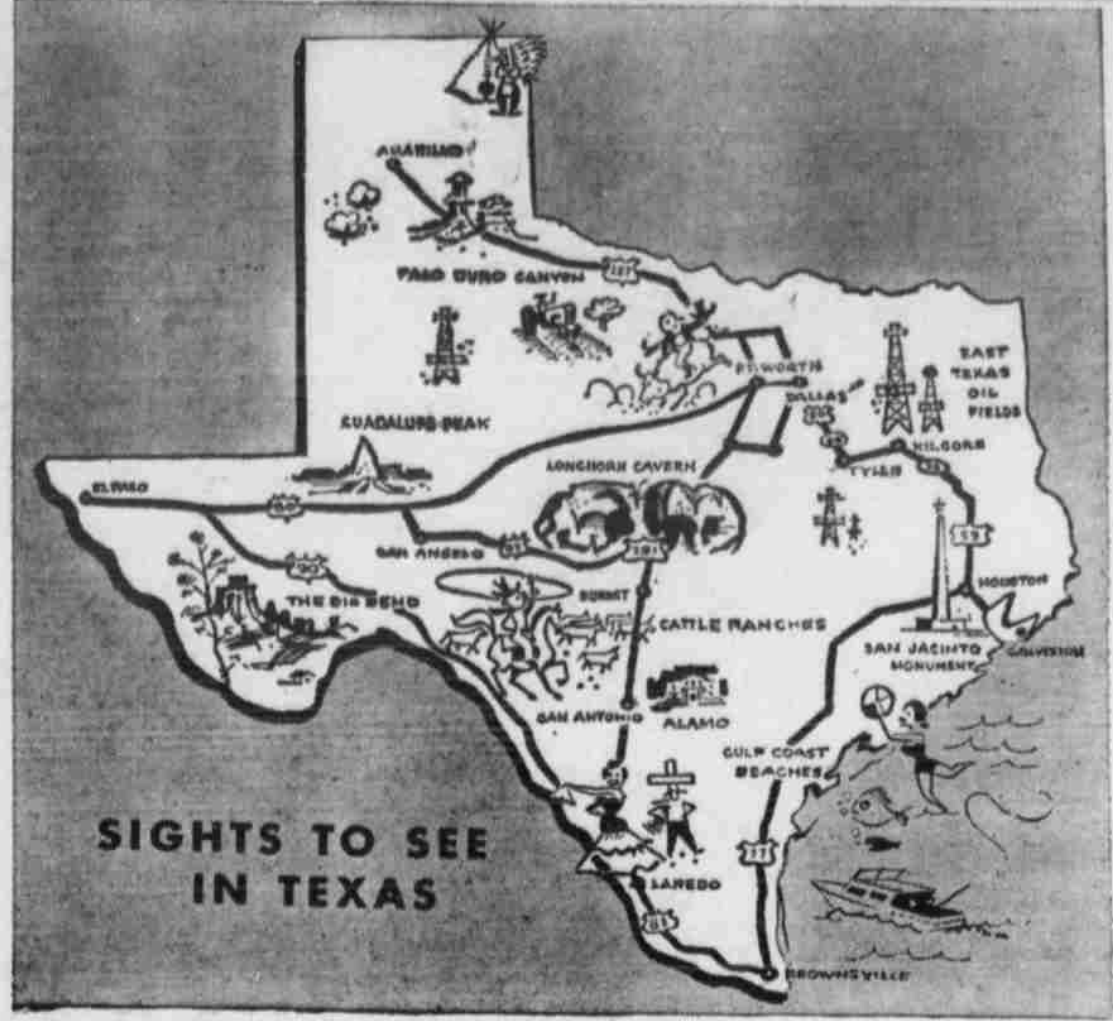 AMARILLO
PALO DURO CANYON
287
FT. WORTH
DALLAS
EAST
TEXAS
OIL
FIELDS
KILGORE
TYLER
GUADALUPE PEAK
LONGHORN CAVERN
EL PASO
80
SAN ANGELO
281
59
HOUSTON
90
THE BIG BEND
BURNET
CATTLE RANCHES
SAN JACINTO
MONUMENT
GALVESTON
SAN ANTONIO
ALAMO
GULF COAST
BEACHES
77
LAREDO
BROWNSVILLE
SIGHTS TO SEE
IN TEXAS